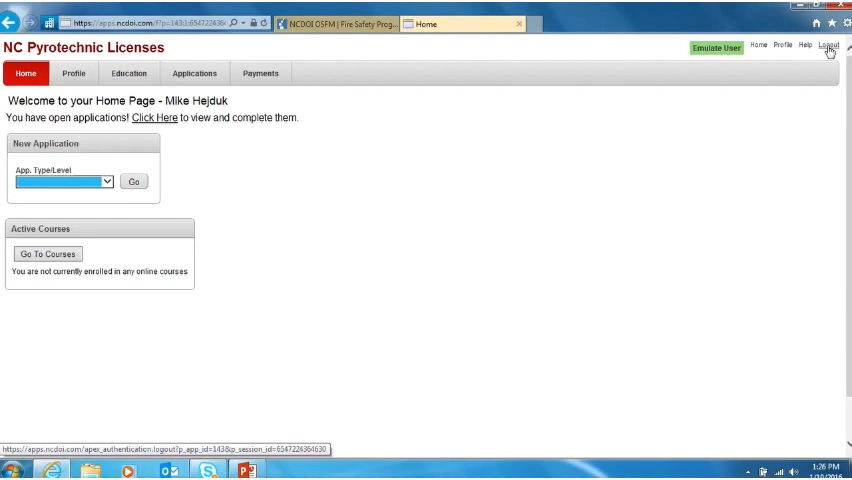 https://apps.ncdoi.com/f?p=143:1:6547224364
NCDOI OSFM | Fire Safety Prog...
Home
NC Pyrotechnic Licenses
Emulate User
Home
Profile
Help
Logout
Home
Profile
Education
Applications
Payments
Welcome to your Home Page - Mike Hejduk
You have open applications! Click Here to view and complete them.
New Application
App. Type/Level
Go
Active Courses
Go To Courses
You are not currently enrolled in any online courses
https://apps.ncdoi.com/apex_authentication.logout?p_app_id=143&p_session_id=6547224364630
1:26 PM
1/10/2016